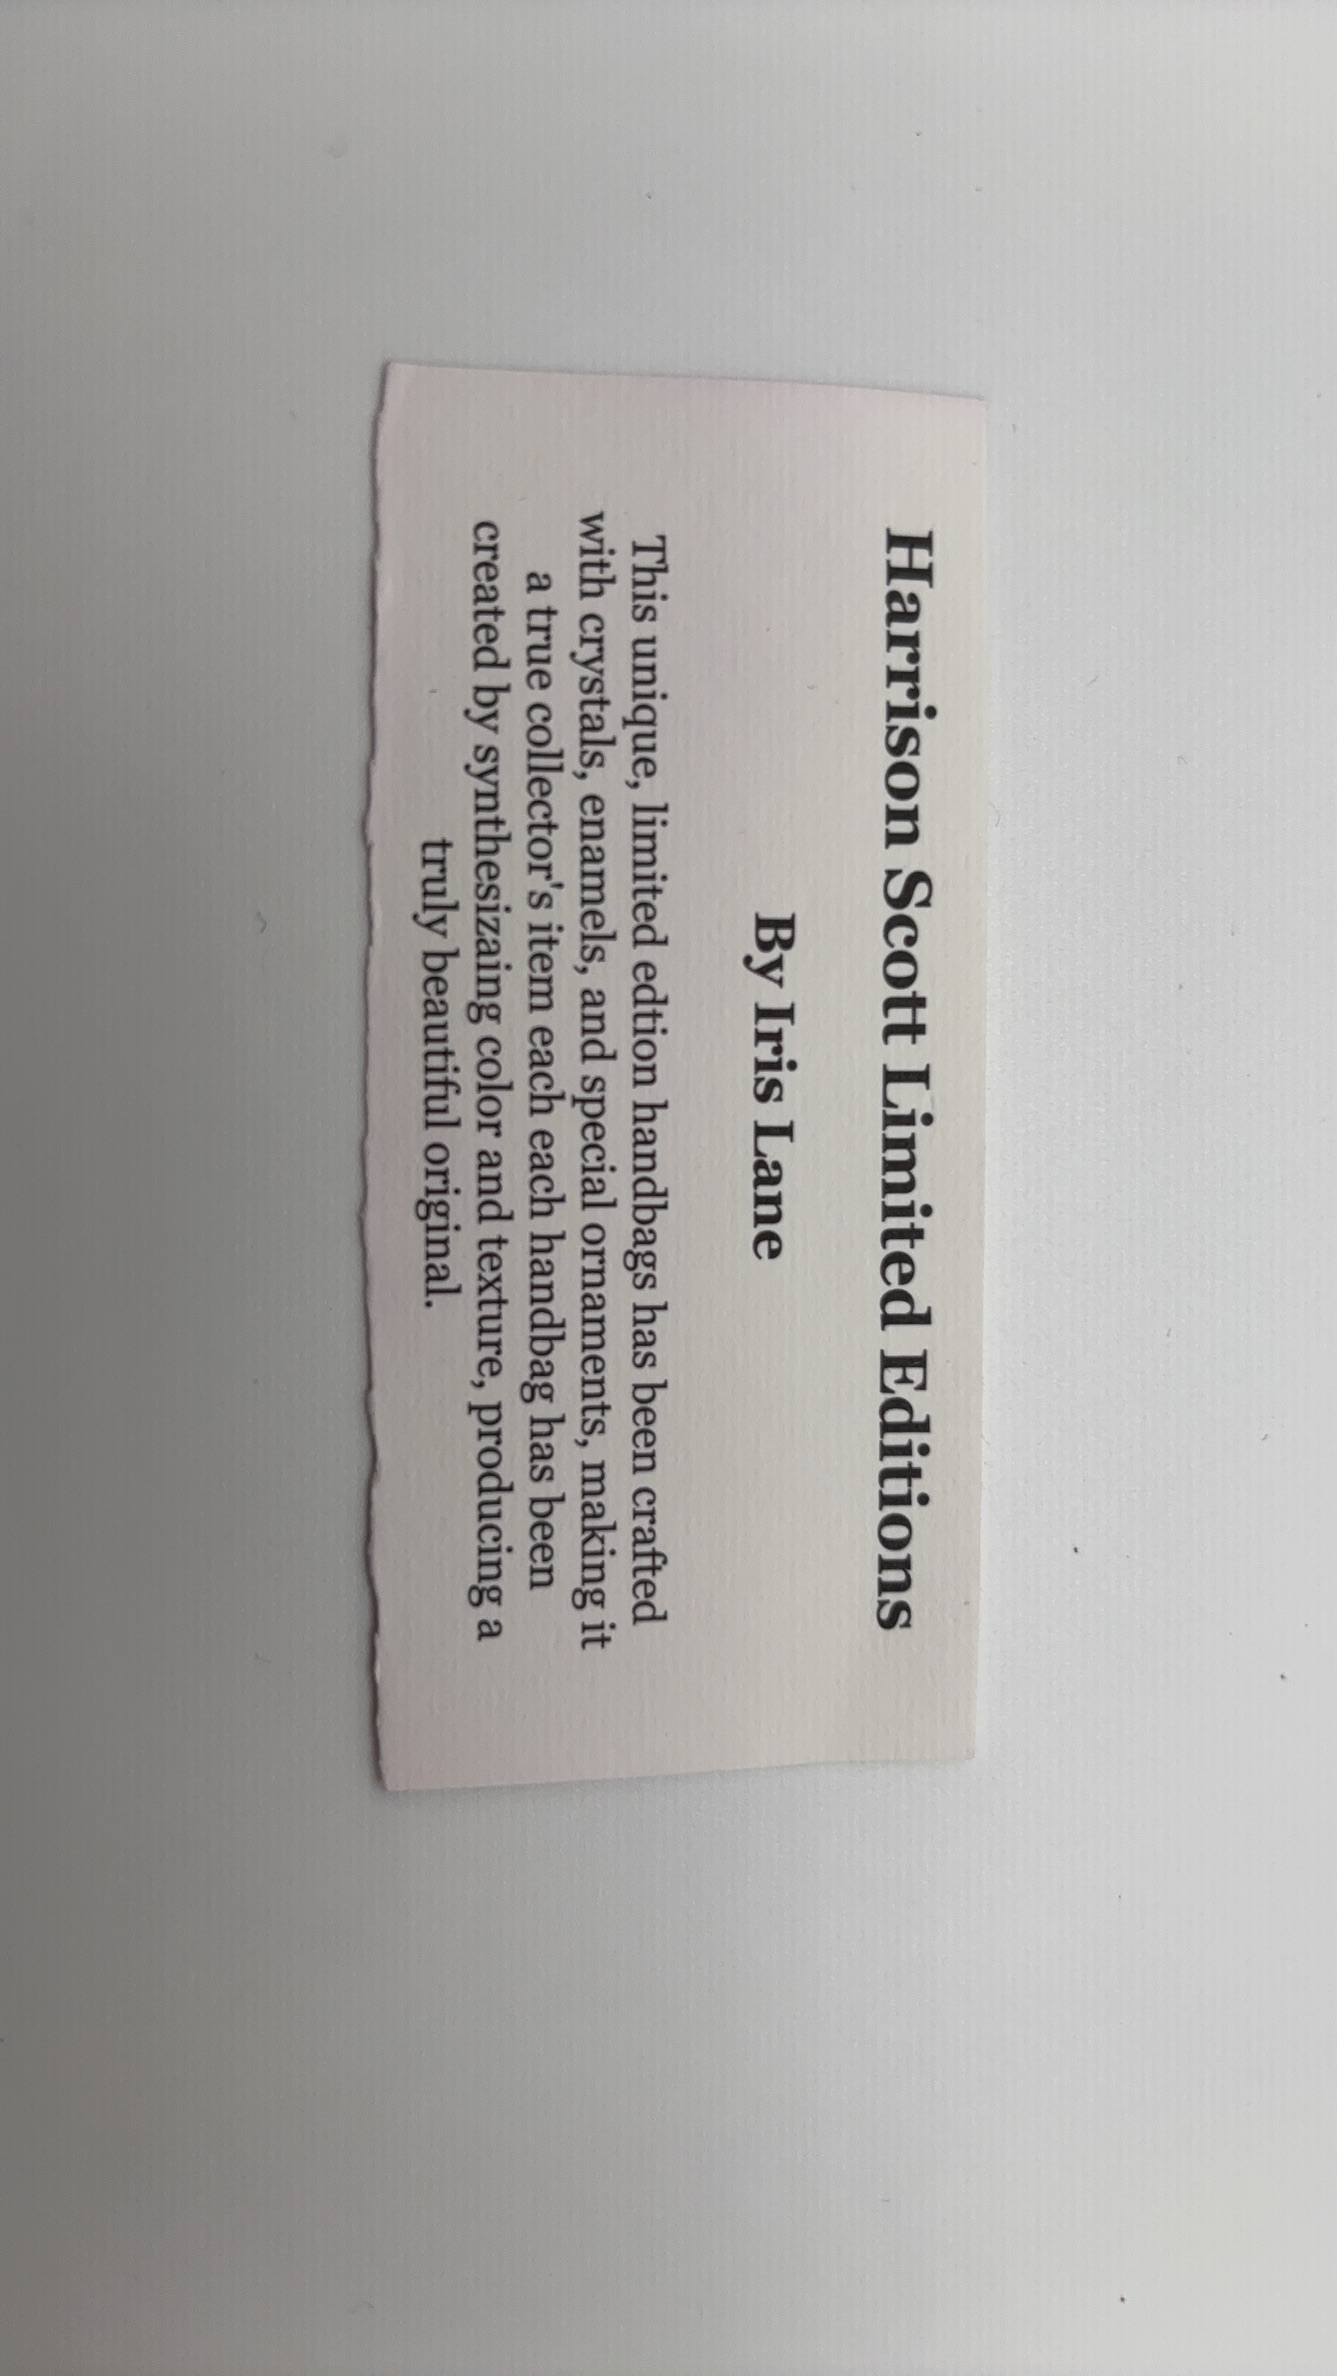 Harrison Scott Limited Editions
By Iris Lane
This unique, limited edtion handbags has been crafted
with crystals, enamels, and special ornaments, making it
a true collector's item each each handbag has been
created by synthesizaing color and texture, producing a
truly beautiful original.